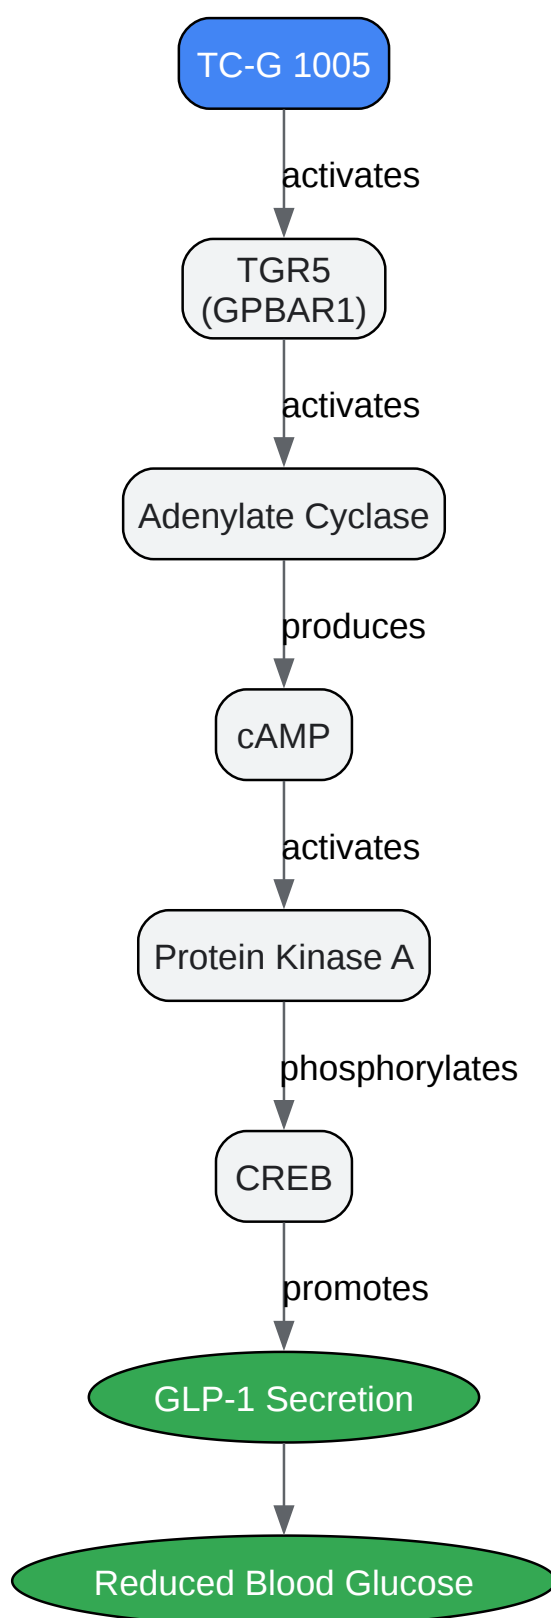 TC-G 1005
activates
TGR5
(GPBAR1)
activates
Adenylate Cyclase
produces
cAMP
activates
Protein Kinase A
phosphorylates
CREB
promotes
GLP-1 Secretion
Reduced Blood Glucose